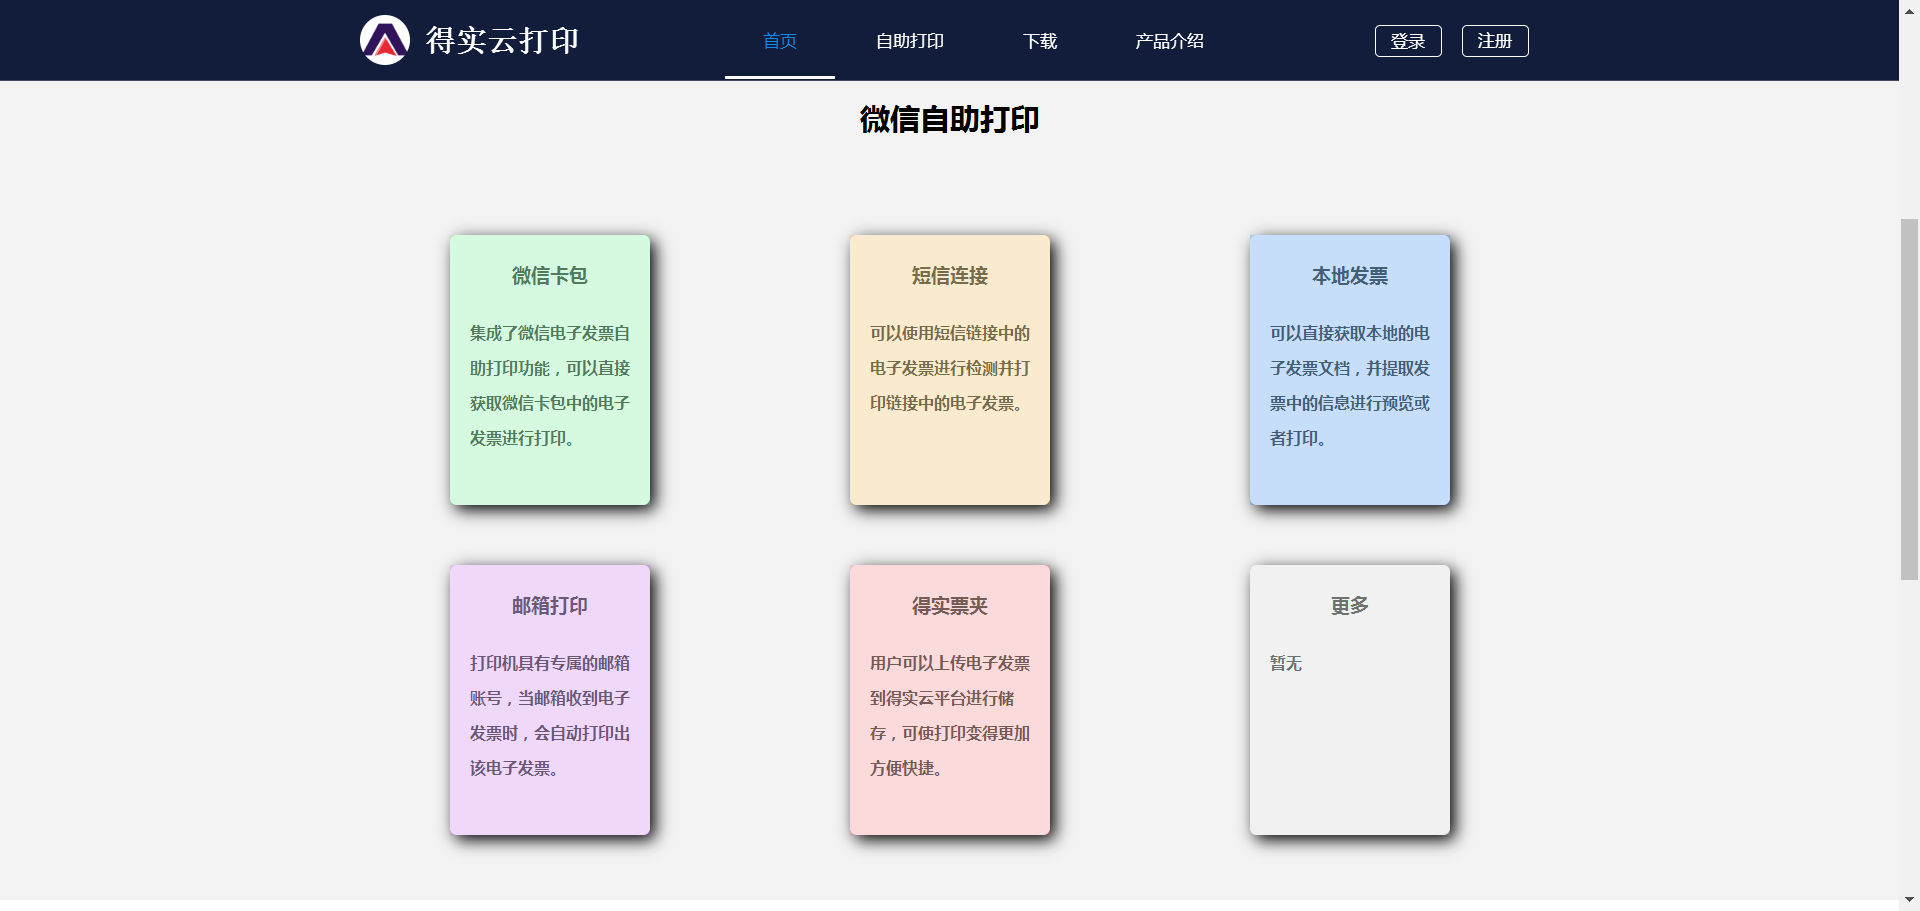 得实云打印
首页
自助打印
下载
产品介绍
登录
注册
微信自助打印
微信卡包
集成了微信电子发票自
助打印功能，可以直接
获取微信卡包中的电子
发票进行打印。
短信连接
可以使用短信链接中的
电子发票进行检测并打
印链接中的电子发票。
本地发票
可以直接获取本地的电
子发票文档，并提取发
票中的信息进行预览或
者打印。
邮箱打印
打印机具有专属的邮箱
账号，当邮箱收到电子
发票时，会自动打印出
该电子发票。
得实票夹
用户可以上传电子发票
到得实云平台进行储
存，可使打印变得更加
方便快捷。
更多
暂无